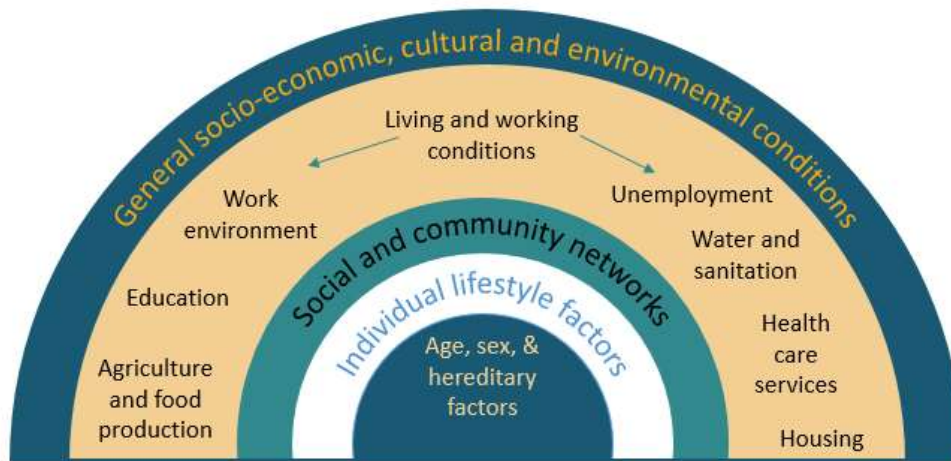 General socio-economic, cultural and environmental conditions
Living and working
conditions
Work
environment
Unemployment
Water and
sanitation
Education
Health
care
services
Agriculture
and food
production
Housing
Social and community networks
Individual lifestyle factors
Age, sex, &
hereditary
factors